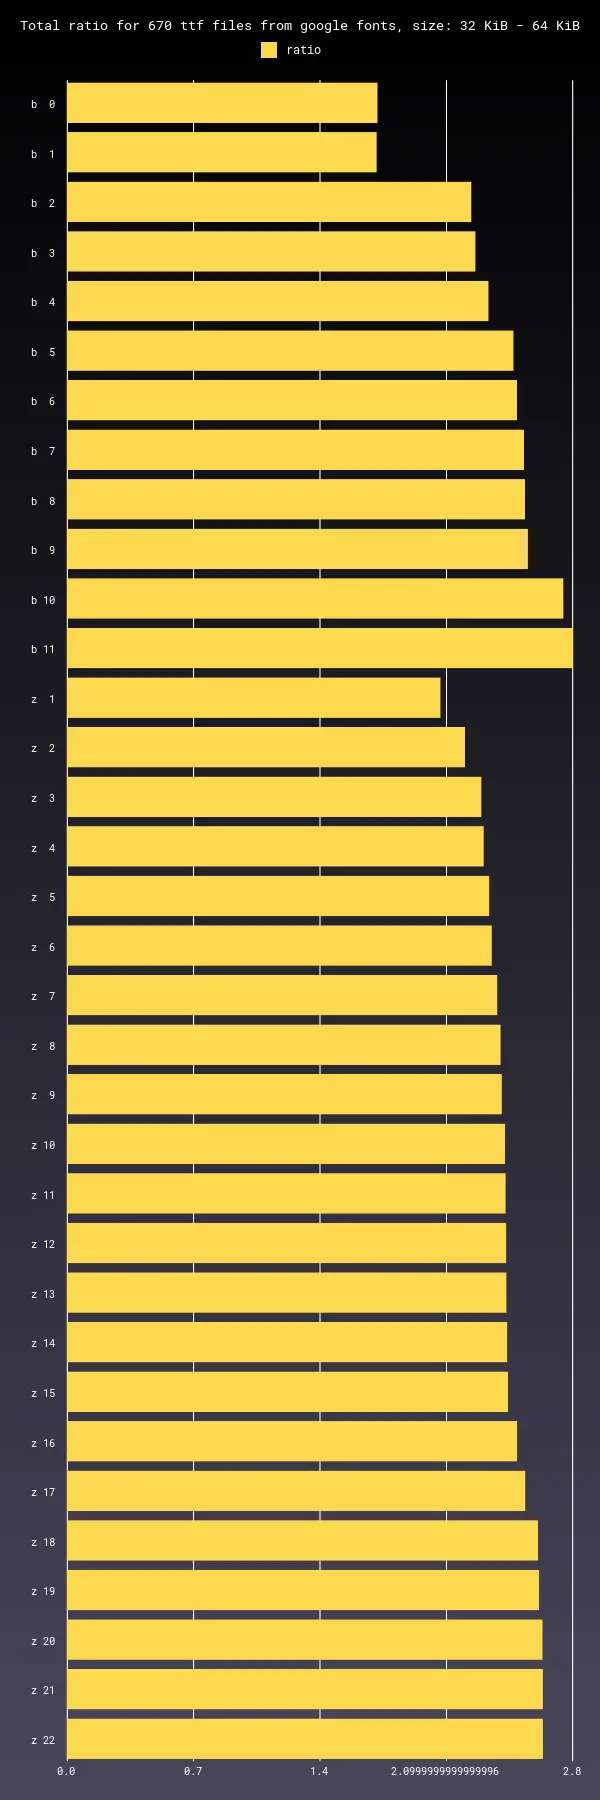 Total ratio for 670 ttf files from google fonts, size: 32 KiB - 64 KiB
ratio
b 0
b 1
b 2
b 3
b 4
b 5
b 6
b 7
b 8
b 9
b 10
b 11
z 1
z 2
z 3
z 4
z 5
z 6
z 7
z 8
z 9
z 10
z 11
z 12
z 13
z 14
z 15
z 16
z 17
z 18
z 19
z 20
z 21
z 22
0.0 0.7 1.4 2.0999999999999996 2.8